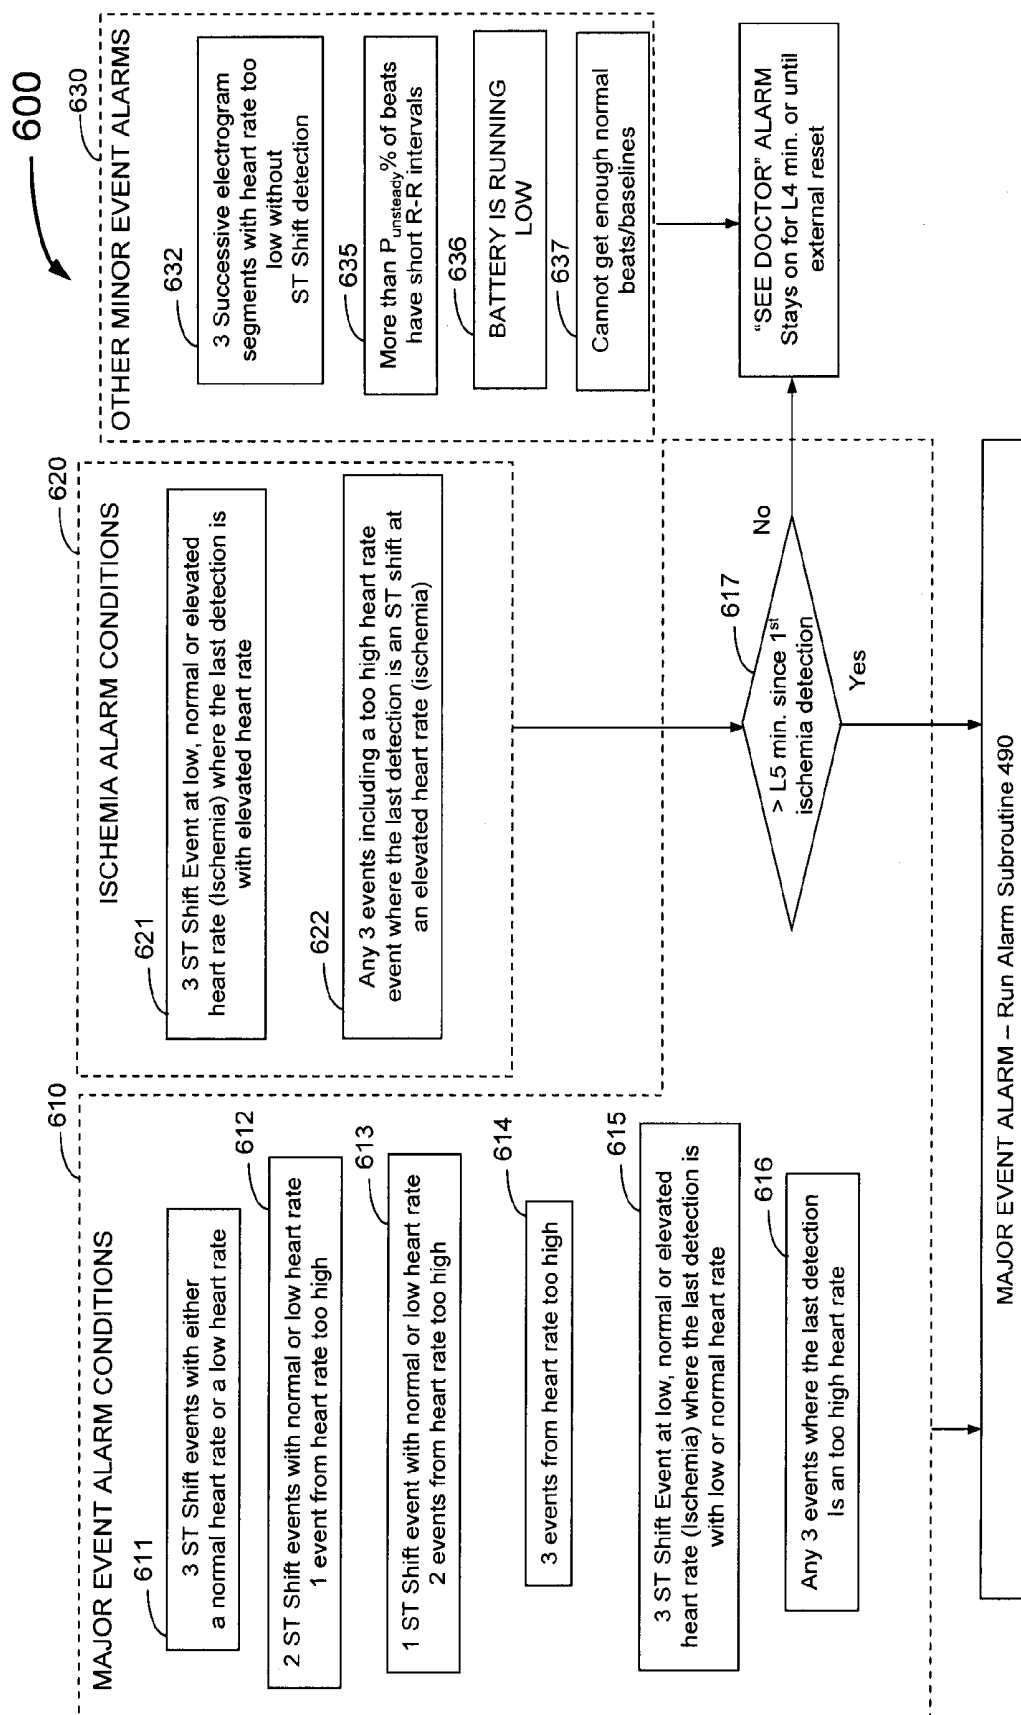 600
610
MAJOR EVENT ALARM CONDITIONS
611
3 ST Shift events with either
a normal heart rate or a low heart rate
612
2 ST Shift events with normal or low heart rate
1 event from heart rate too high
613
1 ST Shift event with normal or low heart rate
2 events from heart rate too high
614
3 events from heart rate too high
615
3 ST Shift Event at low, normal or elevated
heart rate (Ischemia) where the last detection is
with low or normal heart rate
616
Any 3 events where the last detection
Is an too high heart rate
620
ISCHEMIA ALARM CONDITIONS
621
3 ST Shift Event at low, normal or elevated
heart rate (Ischemia) where the last detection is
with elevated heart rate
622
Any 3 events including a too high heart rate
event where the last detection is an ST shift at
an elevated heart rate (ischemia)
617
> L5 min. since 1st
ischemia detection
No
Yes
630
OTHER MINOR EVENT ALARMS
632
3 Successive electrogram
segments with heart rate too
low without
ST Shift detection
635
More than Punsteady% of beats
have short R-R intervals
636
BATTERY IS RUNNING
LOW
637
Cannot get enough normal
beats/baselines
“SEE DOCTOR” ALARM
Stays on for L4 min. or until
external reset
MAJOR EVENT ALARM – Run Alarm Subroutine 490